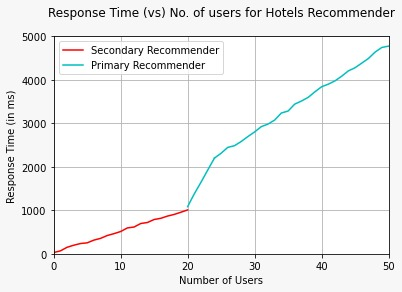 Response Time (vs) No. of users for Hotels Recommender
5000
4000
3000
2000
1000
0
Response Time (in ms)
Secondary Recommender
Primary Recommender
0 10 20 30 40 50
Number of Users